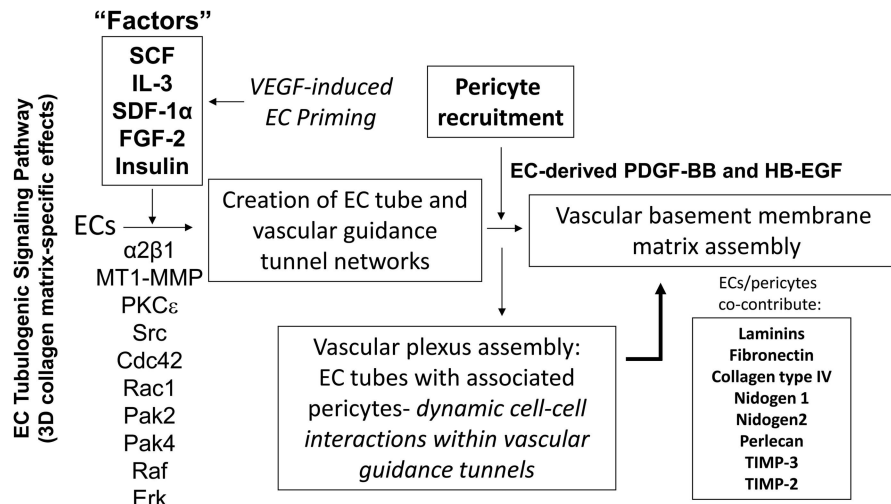 “Factors”
SCF
IL-3
SDF-1α
FGF-2
Insulin
VEGF-induced
EC Priming
Pericyte
recruitment
EC-derived PDGF-BB and HB-EGF
EC Tubulogenic Signaling Pathway
(3D collagen matrix-specific effects)
ECs
Creation of EC tube and
vascular guidance
tunnel networks
Vascular basement membrane
matrix assembly
α2β1
MT1-MMP
PKCε
Src
Cdc42
Rac1
Pak2
Pak4
Raf
Erk
Vascular plexus assembly:
EC tubes with associated
pericytes- dynamic cell-cell
interactions within vascular
guidance tunnels
ECs/pericytes
co-contribute:
Laminins
Fibronectin
Collagen type IV
Nidogen 1
Nidogen2
Perlecan
TIMP-3
TIMP-2